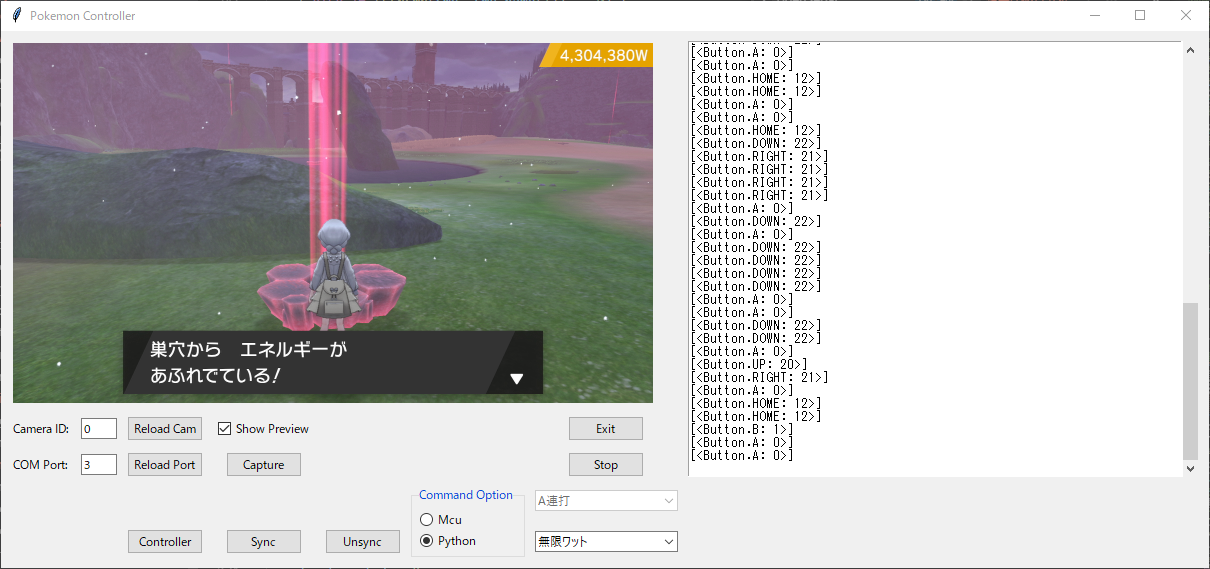 Pokemon Controller
4,304,380W
巣穴から　エネルギーが
あふれでている!
Camera ID:
0
Reload Cam
Show Preview
Exit
COM Port:
3
Reload Port
Capture
Stop
Command Option
Mcu
Python
A連打
無限ワット
Controller
Sync
Unsync
[<Button.A: 0>]
[<Button.A: 0>]
[<Button.HOME: 12>]
[<Button.HOME: 12>]
[<Button.A: 0>]
[<Button.A: 0>]
[<Button.HOME: 12>]
[<Button.DOWN: 22>]
[<Button.RIGHT: 21>]
[<Button.RIGHT: 21>]
[<Button.RIGHT: 21>]
[<Button.RIGHT: 21>]
[<Button.A: 0>]
[<Button.DOWN: 22>]
[<Button.A: 0>]
[<Button.DOWN: 22>]
[<Button.DOWN: 22>]
[<Button.DOWN: 22>]
[<Button.DOWN: 22>]
[<Button.A: 0>]
[<Button.A: 0>]
[<Button.DOWN: 22>]
[<Button.DOWN: 22>]
[<Button.A: 0>]
[<Button.UP: 20>]
[<Button.RIGHT: 21>]
[<Button.A: 0>]
[<Button.HOME: 12>]
[<Button.HOME: 12>]
[<Button.B: 1>]
[<Button.A: 0>]
[<Button.A: 0>]